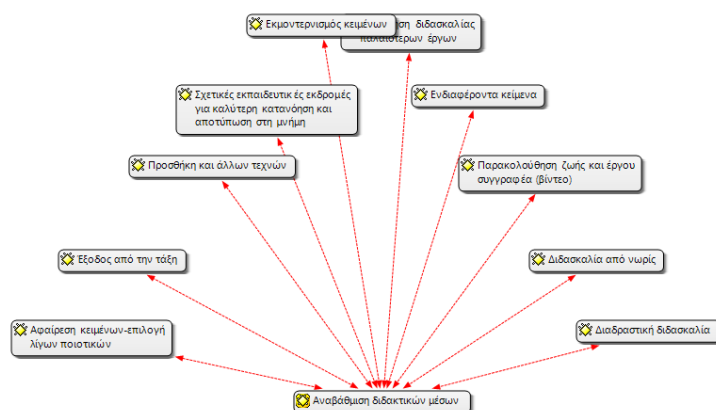 Εκμοντερνισμός κειμένων
διδασκαλίας
παλαιότερων έργων
Σχετικές εκπαιδευτικές εκδρομές
για καλύτερη κατανόηση και
αποτύπωση στη μνήμη
Ενδιαφέροντα κείμενα
Προσθήκη και άλλων τεχνών
Παρακολούθηση ζωής και έργου
συγγραφέα (βίντεο)
Έξοδος από την τάξη
Διδασκαλία από νωρίς
Αφαίρεση κειμένων-επιλογή
λίγων ποιοτικών
Διαδραστική διδασκαλία
Αναβάθμιση διδακτικών μέσων